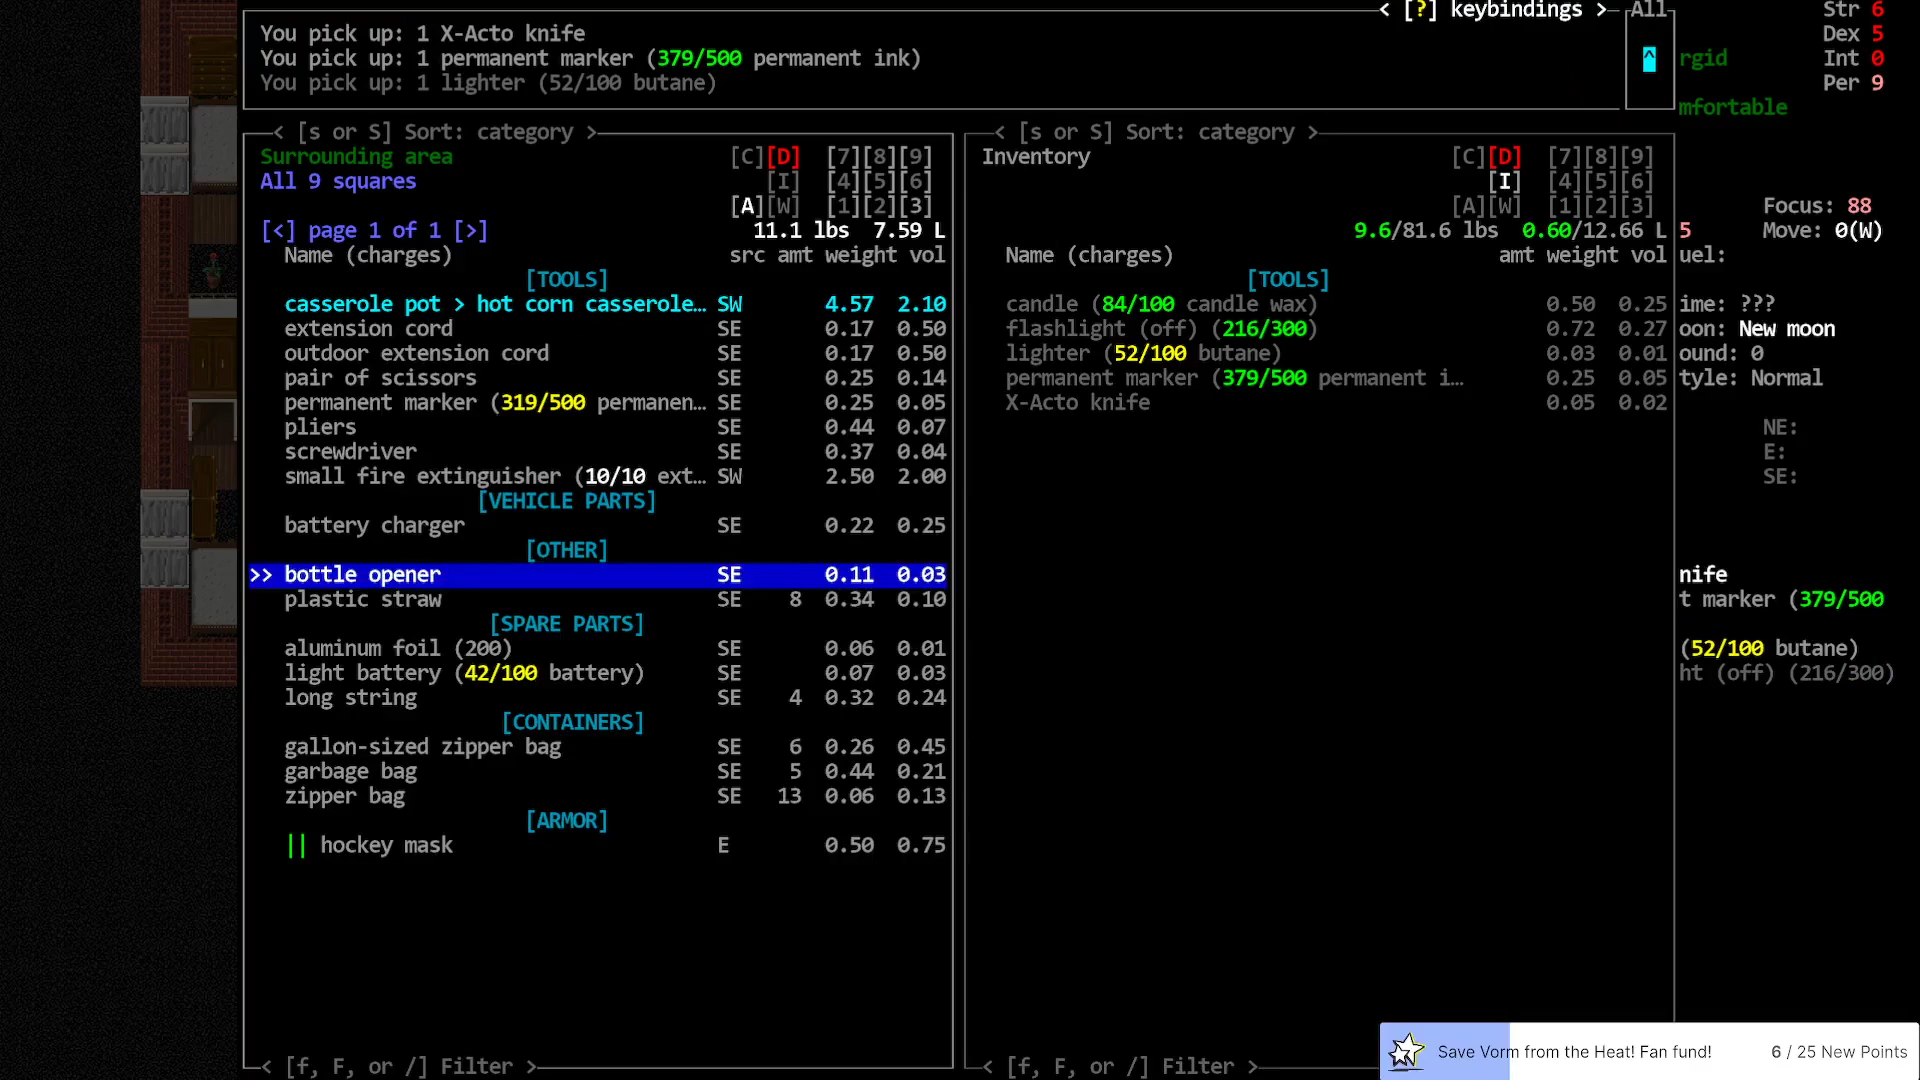 < [?] keybindings >
All
You pick up: 1 X-Acto knife
You pick up: 1 permanent marker (379/500 permanent ink)
You pick up: 1 lighter (52/100 butane)
^
rgid
mfortable
Str 6
Dex 5
Int 0
Per 9
< [s or S] Sort: category >
Surrounding area
All 9 squares
[C][D] [7][8][9]
[I] [4][5][6]
[A][W] [1][2][3]
[<] page 1 of 1 [>]
11.1 lbs 7.59 L
Name (charges) src amt weight vol
[TOOLS]
casserole pot > hot corn casserole… SW 4.57 2.10
extension cord SE 0.17 0.50
outdoor extension cord SE 0.17 0.50
pair of scissors SE 0.25 0.14
permanent marker (319/500 permanen… SE 0.25 0.05
pliers SE 0.44 0.07
screwdriver SE 0.37 0.04
small fire extinguisher (10/10 ext… SW 2.50 2.00
[VEHICLE PARTS]
battery charger SE 0.22 0.25
[OTHER]
>> bottle opener SE 0.11 0.03
plastic straw SE 8 0.34 0.10
[SPARE PARTS]
aluminum foil (200) SE 0.06 0.01
light battery (42/100 battery) SE 0.07 0.03
long string SE 4 0.32 0.24
[CONTAINERS]
gallon-sized zipper bag SE 6 0.26 0.45
garbage bag SE 5 0.44 0.21
zipper bag SE 13 0.06 0.13
[ARMOR]
|| hockey mask E 0.50 0.75
< [f, F, or /] Filter >
< [s or S] Sort: category >
Inventory
[C][D] [7][8][9]
[I] [4][5][6]
[A][W] [1][2][3]
9.6/81.6 lbs 0.60/12.66 L
Name (charges) amt weight vol
[TOOLS]
candle (84/100 candle wax) 0.50 0.25
flashlight (off) (216/300) 0.72 0.27
lighter (52/100 butane) 0.03 0.01
permanent marker (379/500 permanent i… 0.25 0.05
X-Acto knife 0.05 0.02
< [f, F, or /] Filter >
Focus: 88
5 Move: 0(W)
uel:
ime: ???
oon: New moon
ound: 0
tyle: Normal
NE:
E:
SE:
nife
t marker (379/500
(52/100 butane)
ht (off) (216/300)
Save Vorm from the Heat! Fan fund! 6 / 25 New Points